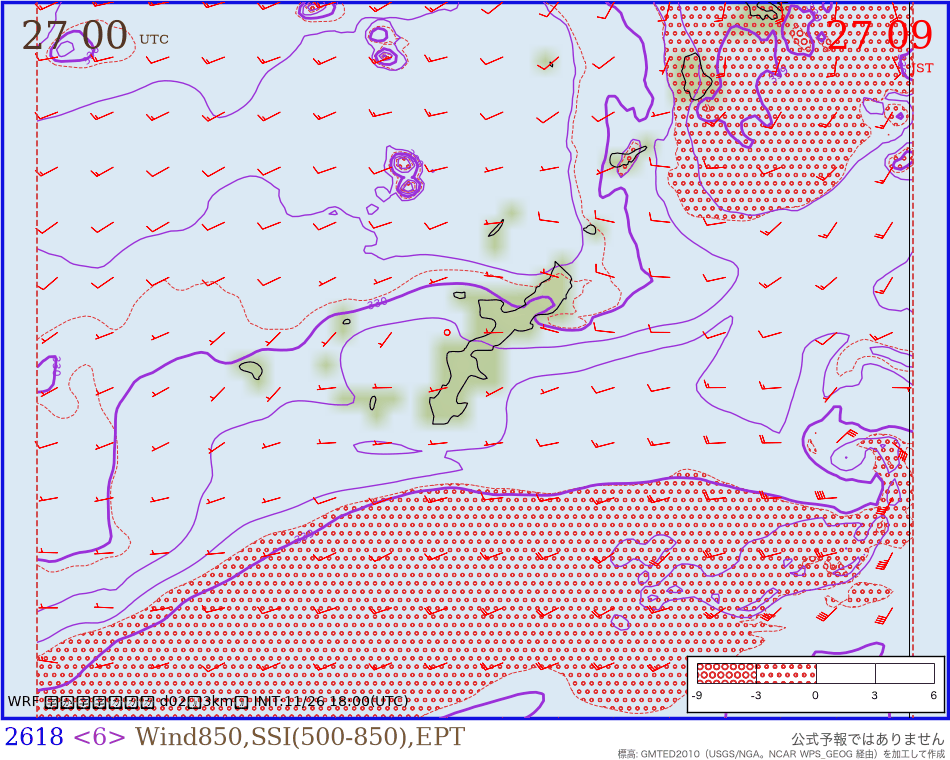 27 00 UTC
27 09
ST
330
330
WRF d02 3km INIT:11/26 18:00(UTC)
-9 -3 0 3 6
2618 <6> Wind850,SSI(500-850),EPT
公式予報ではありません
標高: GMTED2010（USGS/NGA。NCAR WPS_GEOG 経由）を加工して作成